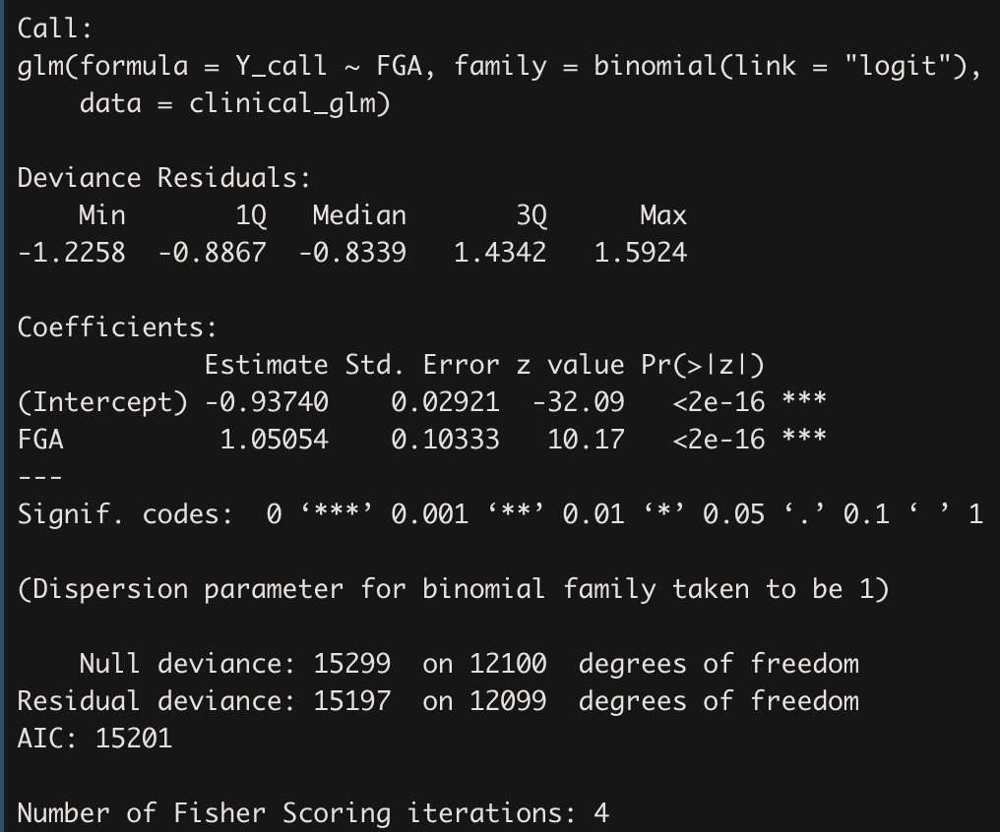 Call:
glm(formula = Y_call ~ FGA, family = binomial(link = "logit"),
    data = clinical_glm)

Deviance Residuals:
    Min       1Q   Median       3Q      Max
-1.2258  -0.8867  -0.8339   1.4342   1.5924

Coefficients:
            Estimate Std. Error z value Pr(>|z|)
(Intercept) -0.93740    0.02921  -32.09   <2e-16 ***
FGA          1.05054    0.10333   10.17   <2e-16 ***
---
Signif. codes:  0 ‘***’ 0.001 ‘**’ 0.01 ‘*’ 0.05 ‘.’ 0.1 ‘ ’ 1

(Dispersion parameter for binomial family taken to be 1)

    Null deviance: 15299  on 12100  degrees of freedom
Residual deviance: 15197  on 12099  degrees of freedom
AIC: 15201

Number of Fisher Scoring iterations: 4